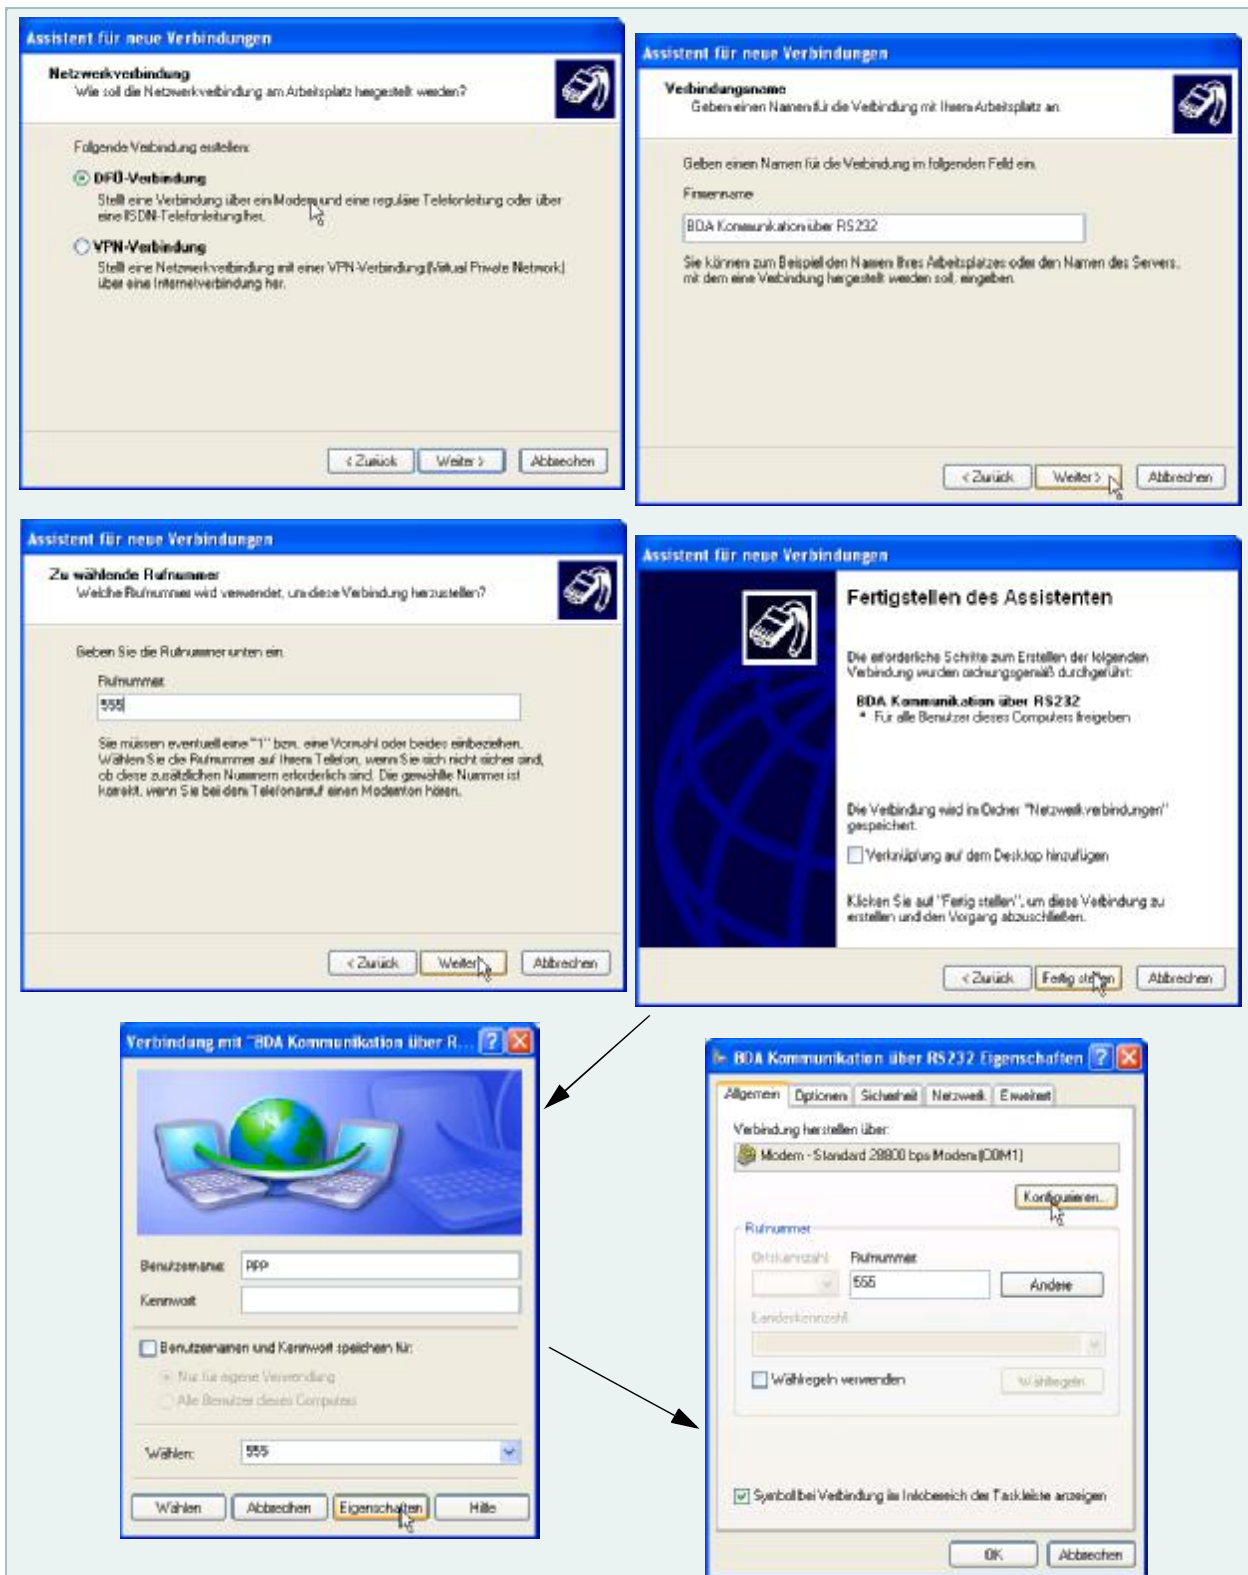 Assistent für neue Verbindungen
Netzwerkverbindung
Wie soll die Netzwerkverbindung am Arbeitsplatz hergestellt werden?
Folgende Verbindung erstellen:
DFÜ-Verbindung
Stellt eine Verbindung über ein Modem und eine reguläre Telefonleitung oder über
eine ISDN-Telefonleitung her.
VPN-Verbindung
Stellt eine Netzwerkverbindung mit einer VPN-Verbindung (Virtual Private Network)
über eine Internetverbindung her.
< Zurück
Weiter >
Abbrechen
Assistent für neue Verbindungen
Verbindungsname
Geben einen Namen für die Verbindung mit Ihrem Arbeitsplatz an.
Geben einen Namen für die Verbindung im folgenden Feld ein.
Firmenname
BDA Kommunikation über RS232
Sie können zum Beispiel den Namen Ihres Arbeitsplatzes oder den Namen des Servers,
mit dem eine Verbindung hergestellt werden soll, eingeben.
< Zurück
Weiter >
Abbrechen
Assistent für neue Verbindungen
Zu wählende Rufnummer
Welche Rufnummer wird verwendet, um diese Verbindung herzustellen?
Geben Sie die Rufnummer unten ein.
Rufnummer:
555
Sie müssen eventuell eine "1" bzw. eine Vorwahl oder beides einbeziehen.
Wählen Sie die Rufnummer auf Ihrem Telefon, wenn Sie sich nicht sicher sind,
ob diese zusätzlichen Nummern erforderlich sind. Die gewählte Nummer ist
korrekt, wenn Sie bei dem Telefonanruf einen Modemton hören.
< Zurück
Weiter >
Abbrechen
Assistent für neue Verbindungen
Fertigstellen des Assistenten
Die erforderliche Schritte zum Erstellen der folgenden
Verbindung wurden ordnungsgemäß durchgeführt:
BDA Kommunikation über RS232
* Für alle Benutzer dieses Computers freigeben
Die Verbindung wird im Ordner "Netzwerkverbindungen"
gespeichert.
Verknüpfung auf dem Desktop hinzufügen
Klicken Sie auf "Fertig stellen", um diese Verbindung zu
erstellen und den Vorgang abzuschließen.
< Zurück
Fertig stellen
Abbrechen
Verbindung mit "BDA Kommunikation über R...
Benutzername:
PPP
Kennwort:
Benutzernamen und Kennwort speichern für:
Nur für eigene Verwendung
Alle Benutzer dieses Computers
Wählen:
555
Wählen
Abbrechen
Eigenschaften
Hilfe
BDA Kommunikation über RS232 Eigenschaften
Allgemein
Optionen
Sicherheit
Netzwerk
Erweitert
Verbindung herstellen über:
Modem - Standard 28800 bps Modem (COM1)
Konfigurieren...
Rufnummer
Ortskennzahl:
Rufnummer:
555
Andere
Landeskennzahl:
Wählregeln verwenden
Wählregeln
Symbol bei Verbindung im Infobereich der Taskleiste anzeigen
OK
Abbrechen